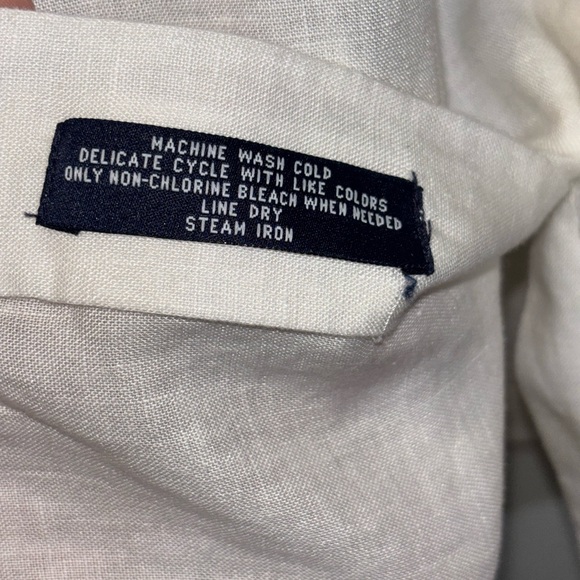 MACHINE WASH COLD
DELICATE CYCLE WITH LIKE COLORS
ONLY NON-CHLORINE BLEACH WHEN NEEDED
LINE DRY
STEAM IRON